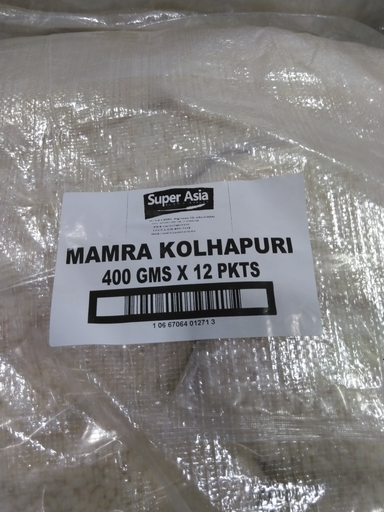 Super Asia
MAMRA KOLHAPURI
400 GMS X 12 PKTS
1 06 67064 01271 3